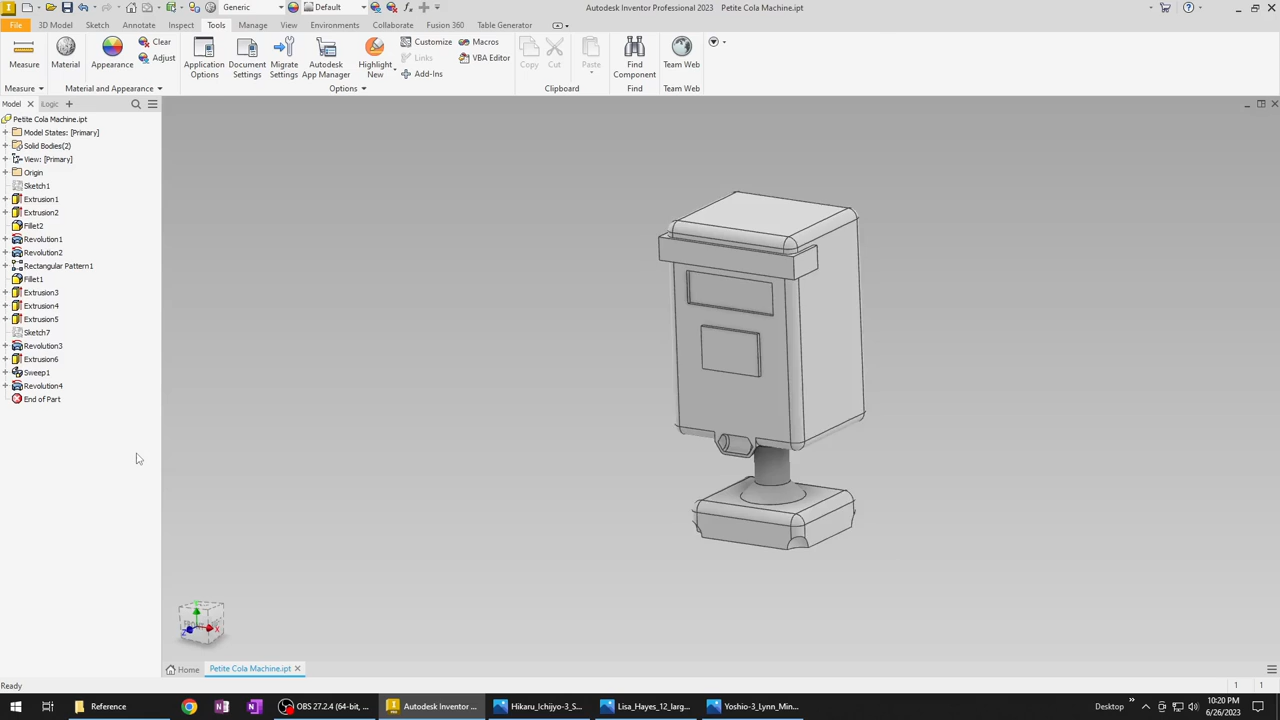 Generic
Default
Autodesk Inventor Professional 2023 Petite Cola Machine.ipt
File 3D Model Sketch Annotate Inspect Tools Manage View Environments Collaborate Fusion 360 Table Generator
Measure Material Appearance Clear Adjust Application Options Document Settings Migrate Settings Autodesk App Manager Highlight New Customize Links Add-Ins Macros VBA Editor Copy Cut Paste Find Component Team Web
Measure Material and Appearance Options Clipboard Find Team Web
Model Logic
Petite Cola Machine.ipt
Model States: [Primary]
Solid Bodies(2)
View: [Primary]
Origin
Sketch1
Extrusion1
Extrusion2
Fillet2
Revolution1
Revolution2
Rectangular Pattern1
Fillet1
Extrusion3
Extrusion4
Extrusion5
Sketch7
Revolution3
Extrusion6
Sweep1
Revolution4
End of Part
Z X
Home Petite Cola Machine.ipt
Ready 1 1
Reference OBS 27.2.4 (64-bit, ... Autodesk Inventor ... Hikaru_Ichijyo-3_S... Lisa_Hayes_12_larg... Yoshio-3_Lynn_Min... Desktop 10:20 PM
6/26/2023